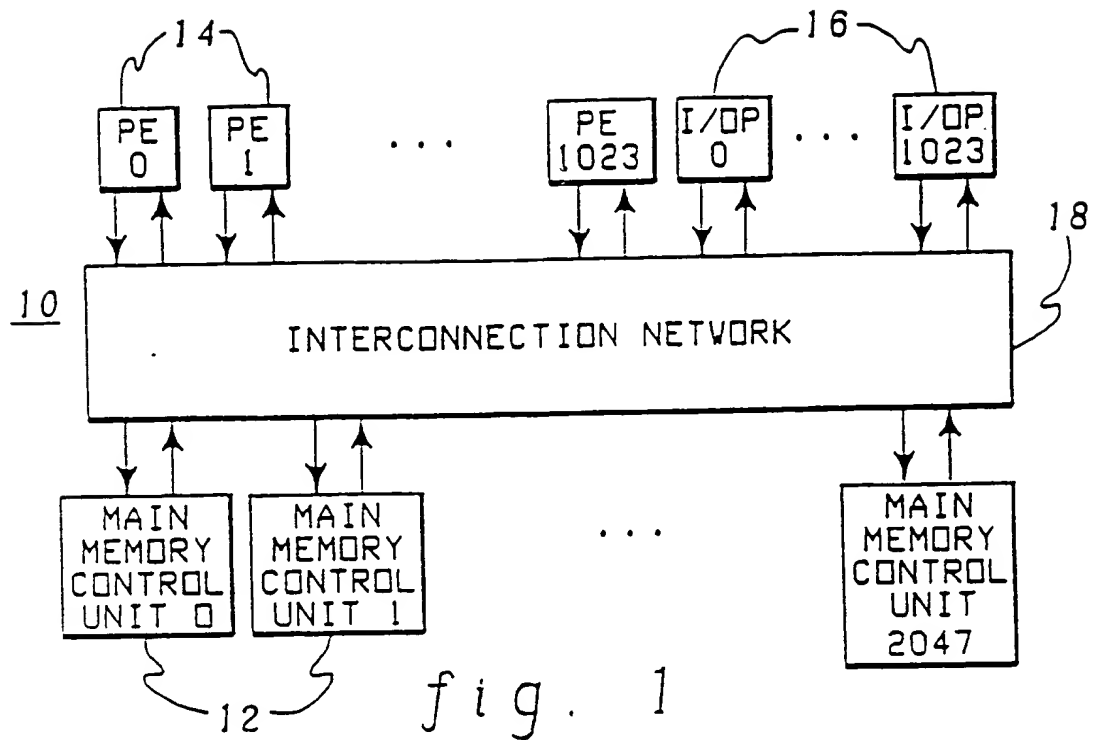 14
16
PE
0
PE
1
...
PE
1023
I/OP
0
...
I/OP
1023
18
10
INTERCONNECTION NETWORK
MAIN
MEMORY
CONTROL
UNIT 0
MAIN
MEMORY
CONTROL
UNIT 1
...
MAIN
MEMORY
CONTROL
UNIT
2047
12
fig. 1